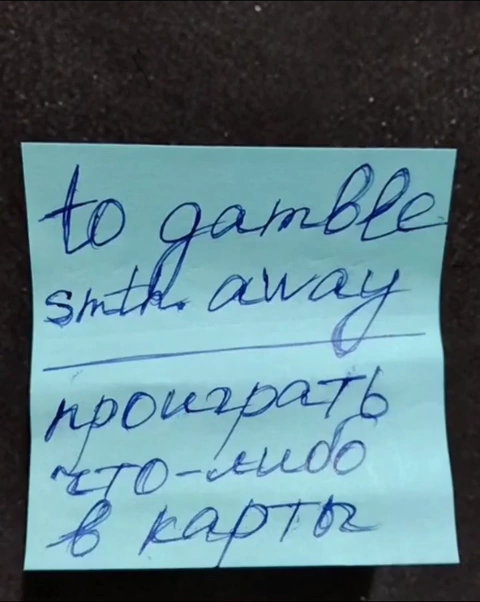 to gamble
smth. away
проиграть
что-либо
в карты